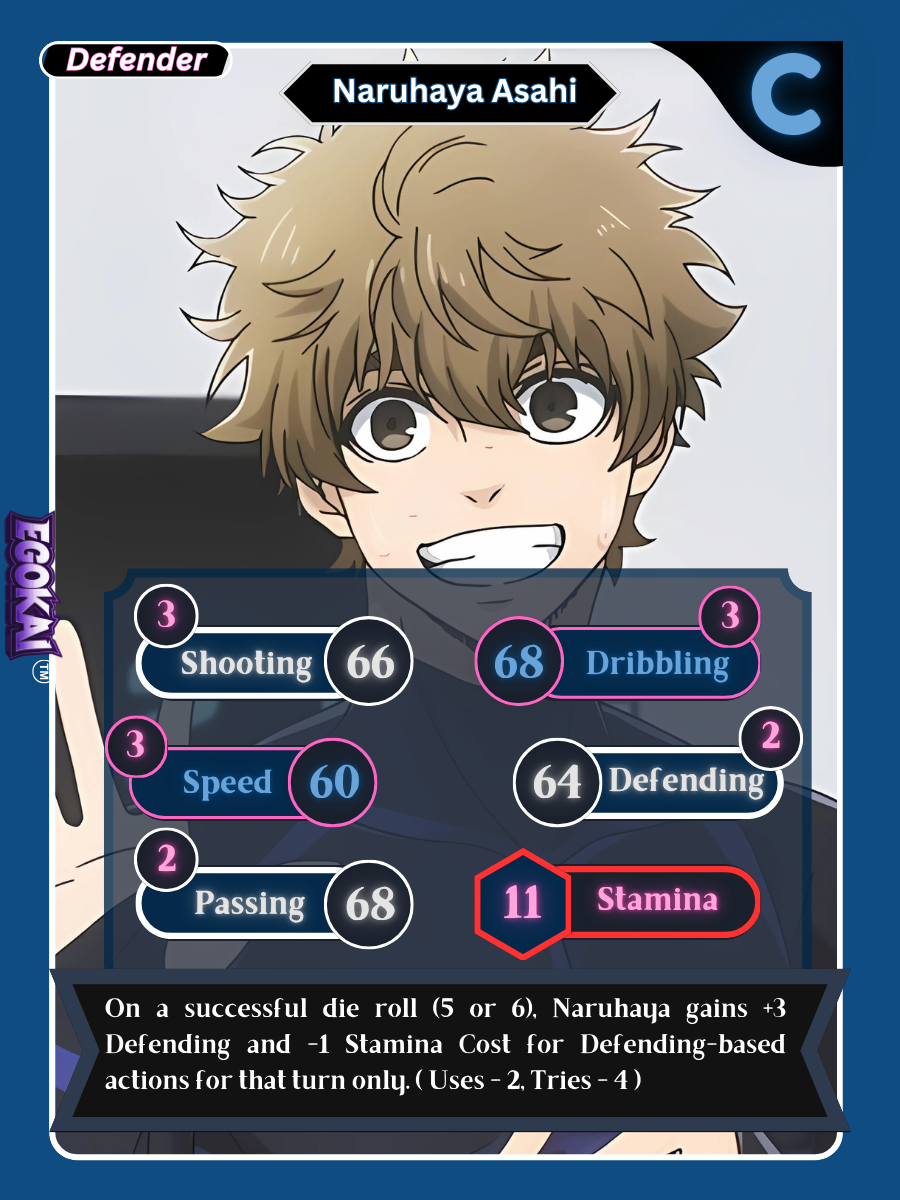 Defender
Naruhaya Asahi
C
EGOKAI
TM
3
Shooting 66
3
68 Dribbling
3
Speed 60
2
64 Defending
2
Passing 68
11 Stamina
On a successful die roll (5 or 6), Naruhaya gains +3
Defending and -1 Stamina Cost for Defending-based
actions for that turn only. ( Uses - 2, Tries - 4 )